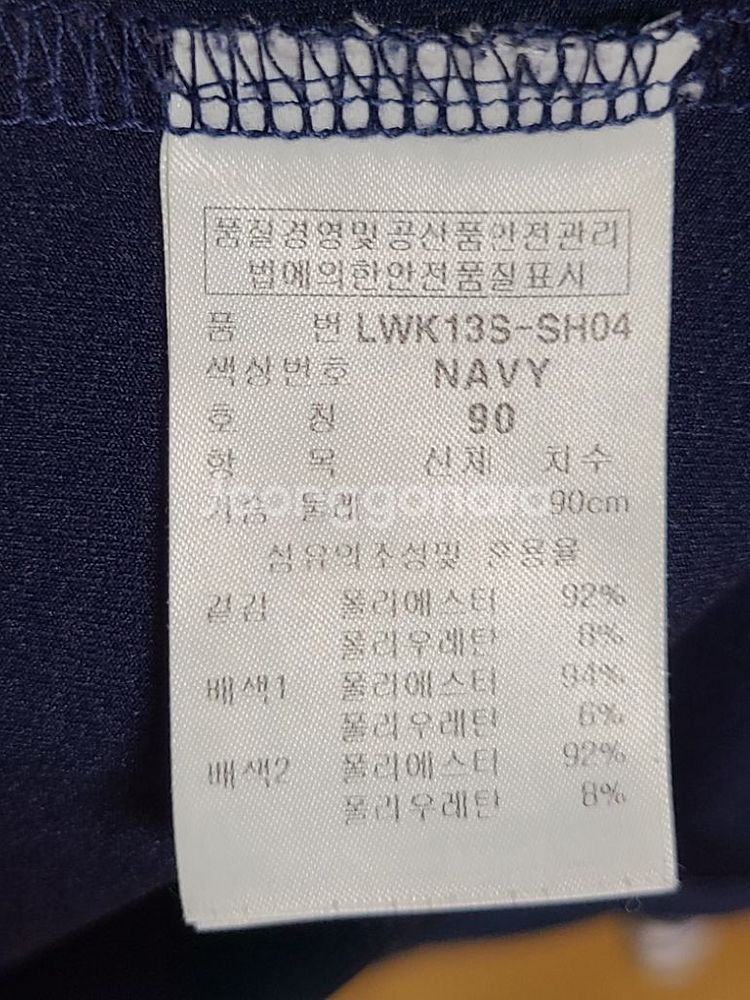 품질경영및공산품안전관리
법에의한안전품질표시
품 번 LWK13S-SH04
색상번호 NAVY
호 칭 90
항 목 신체 치수
가슴 둘레 90cm
섬유의조성및 혼용율
겉감 폴리에스터 92%
폴리우레탄 8%
배색1 폴리에스터 94%
폴리우레탄 6%
배색2 폴리에스터 92%
폴리우레탄 8%